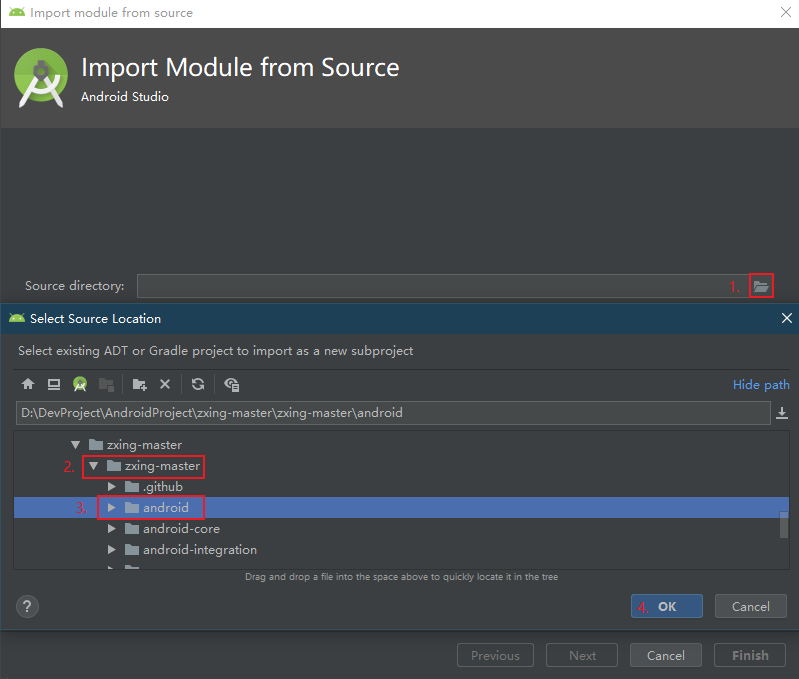 Import module from source
Import Module from Source
Android Studio
Source directory:
1.
Select Source Location
Select existing ADT or Gradle project to import as a new subproject
Hide path
D:\DevProject\AndroidProject\zxing-master\zxing-master\android
zxing-master
2. zxing-master
.github
3. android
android-core
android-integration
Drag and drop a file into the space above to quickly locate it in the tree
? 4. OK Cancel
Previous Next Cancel Finish